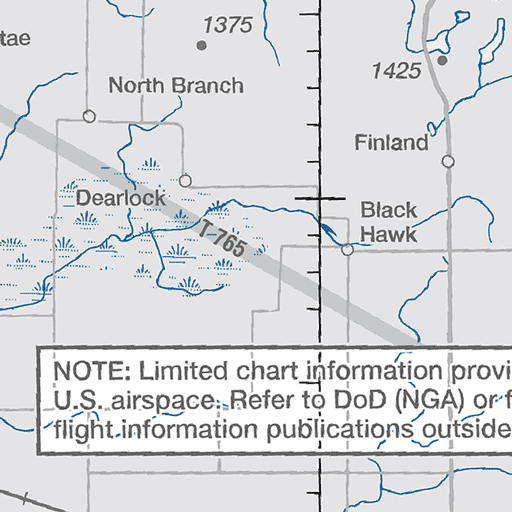 1375
tae
1425
North Branch
Finland
Dearlock
Black
Hawk
T-765
NOTE: Limited chart information provi
U.S. airspace. Refer to DoD (NGA) or f
flight information publications outside